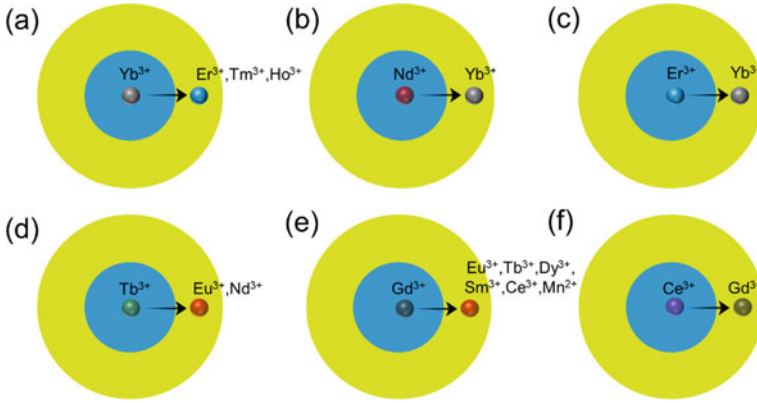 (a)
Yb³⁺
Er³⁺,Tm³⁺,Ho³⁺
(b)
Nd³⁺
Yb³⁺
(c)
Er³⁺
Yb³⁺
(d)
Tb³⁺
Eu³⁺,Nd³⁺
(e)
Gd³⁺
Eu³⁺,Tb³⁺,Dy³⁺,
Sm³⁺,Ce³⁺,Mn²⁺
(f)
Ce³⁺
Gd³⁺